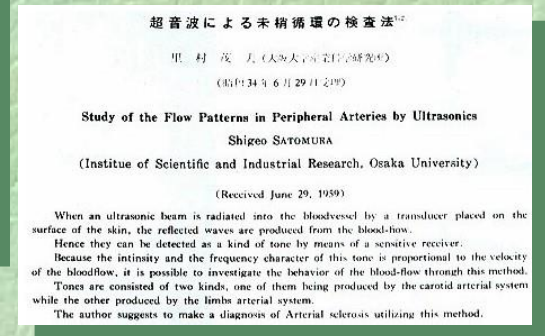 超音波による未梢循環の検査法
里村茂夫 (大阪大学産業科学研究所)
(昭和34年6月29日受理)
Study of the Flow Patterns in Peripheral Arteries by Ultrasonics
Shigeo SATOMURA
(Institue of Scientific and Industrial Research, Osaka University)
(Received June 29, 1959)
When an ultrasonic beam is radiated into the bloodvessel by a transducer placed on the
surface of the skin, the reflected waves are produced from the blood-flow.
Hence they can be detected as a kind of tone by means of a sensitive receiver.
Because the intinsity and the frequency character of this tone is proportional to the velocity
of the bloodflow, it is possible to investigate the behavior of the blood-flow through this method.
Tones are consisted of two kinds, one of them being produced by the carotid arterial system
while the other produced by the limbs arterial system.
The author suggests to make a diagnosis of Arterial sclerosis utilizing this method.